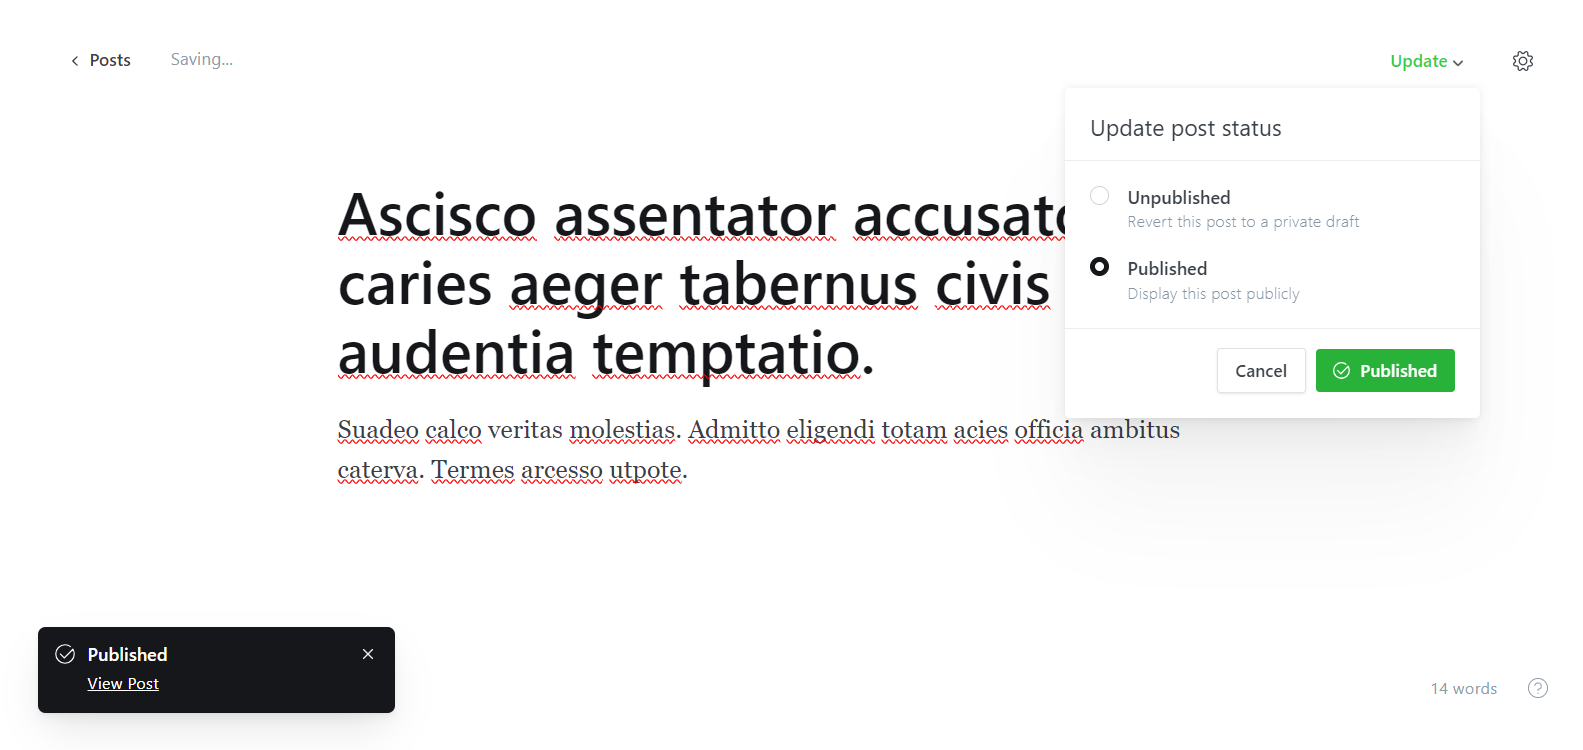 Posts
Saving...
Update
Update post status
Unpublished
Revert this post to a private draft
Published
Display this post publicly
Cancel
Published
Ascisco assentator
caries aeger tabernus civis
audentia temptatio.
Suadeo calco veritas molestias. Admitto eligendi totam acies officia ambitus
caterva. Termes arcesso utpote.
Published
View Post
14 words
?